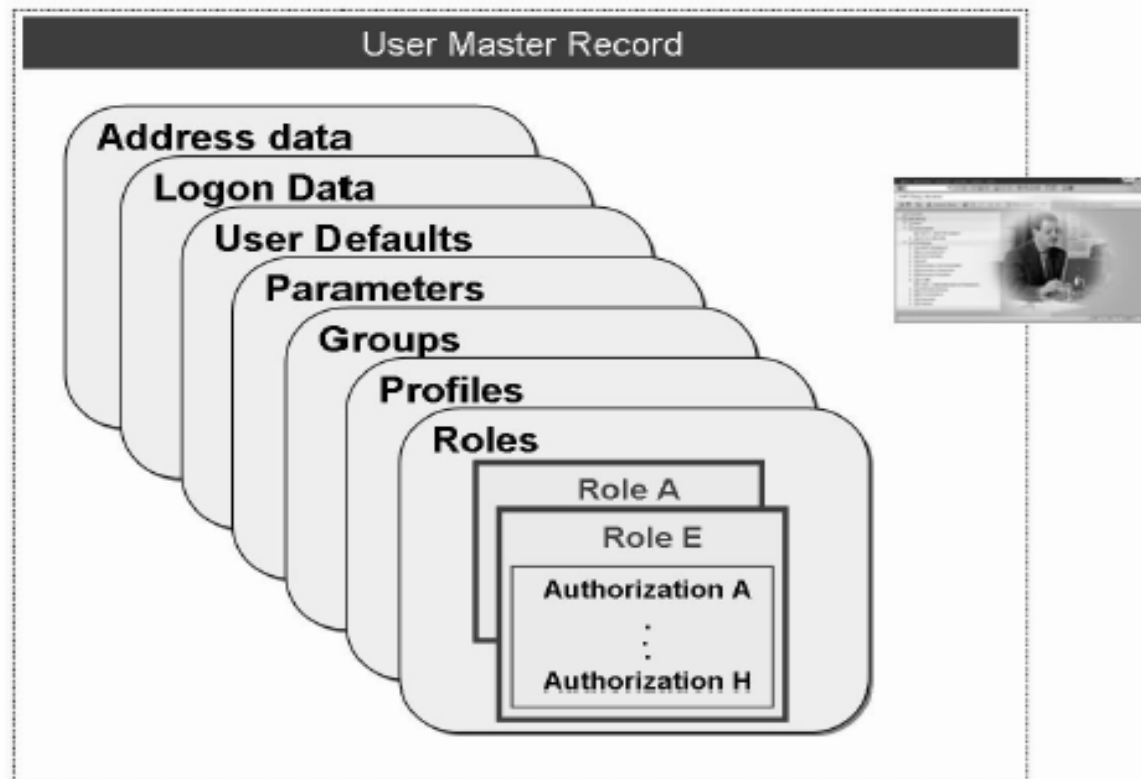 User Master Record
Address data
Logon Data
User Defaults
Parameters
Groups
Profiles
Roles
Role A
Role E
Authorization A
.
.
.
Authorization H